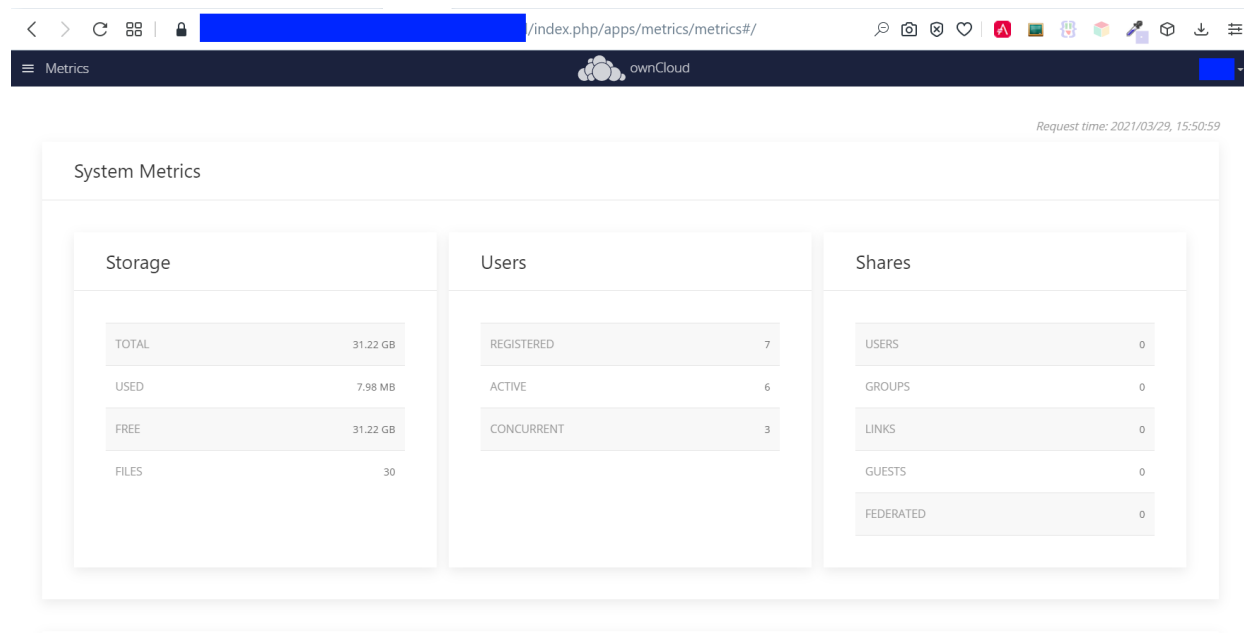 /index.php/apps/metrics/metrics#/
Metrics
ownCloud
Request time: 2021/03/29, 15:50:59
System Metrics
Storage
TOTAL 31.22 GB
USED 7.98 MB
FREE 31.22 GB
FILES 30
Users
REGISTERED 7
ACTIVE 6
CONCURRENT 3
Shares
USERS 0
GROUPS 0
LINKS 0
GUESTS 0
FEDERATED 0